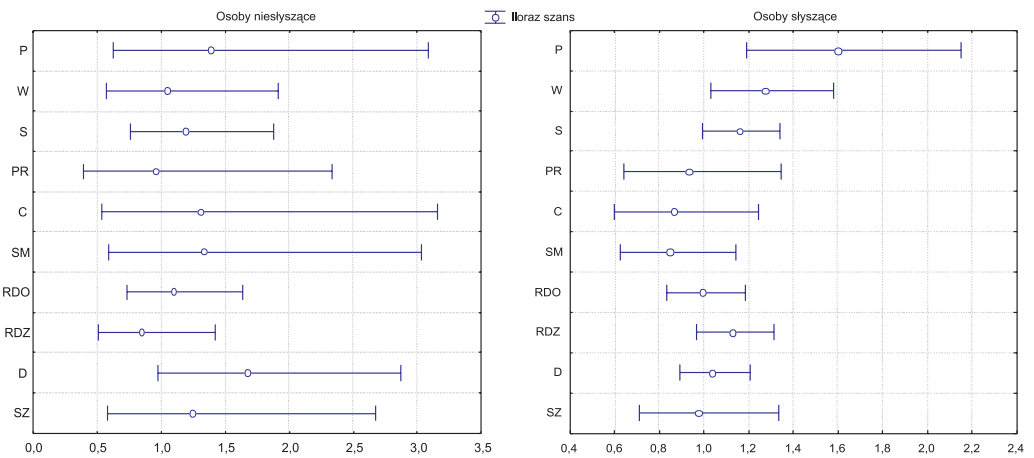 Osoby niesłyszące
Iloraz szans
Osoby słyszące
P
W
S
PR
C
SM
RDO
RDZ
D
SZ
0,0 0,5 1,0 1,5 2,0 2,5 3,0 3,5
P
W
S
PR
C
SM
RDO
RDZ
D
SZ
0,4 0,6 0,8 1,0 1,2 1,4 1,6 1,8 2,0 2,2 2,4